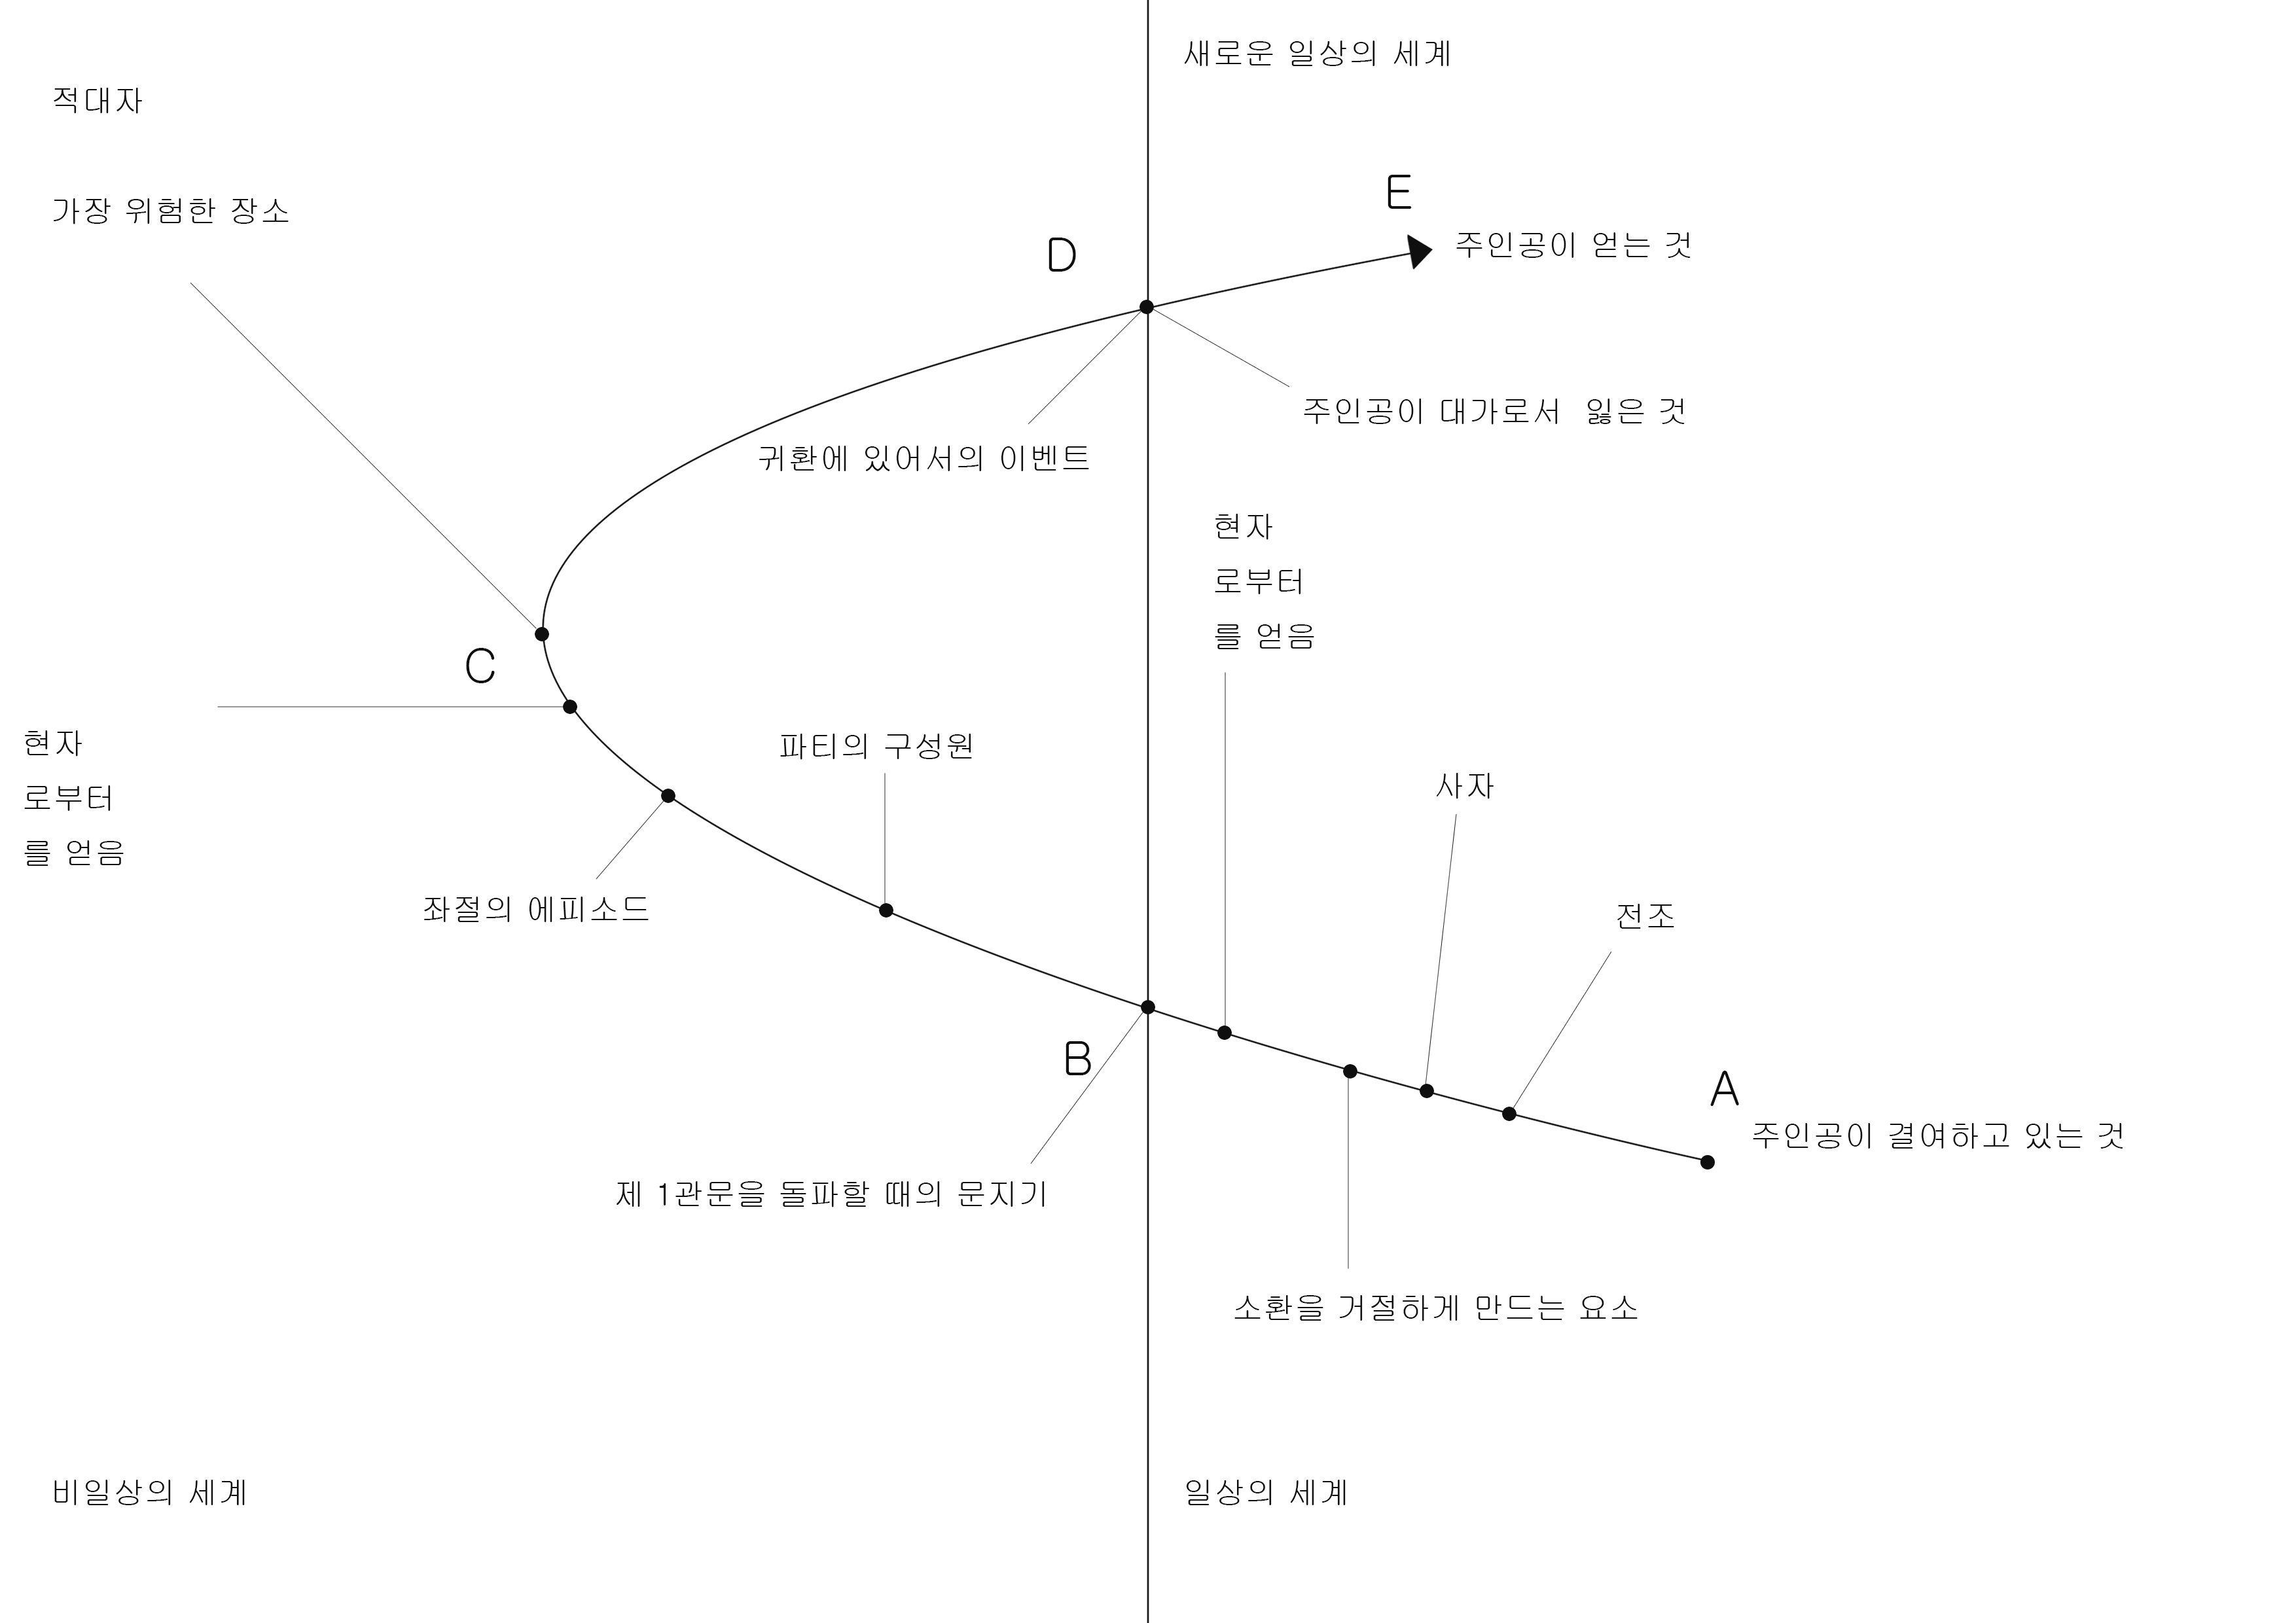 새로운 일상의 세계
적대자
가장 위험한 장소
E
주인공이 얻는 것
D
주인공이 대가로서 잃은 것
귀환에 있어서의 이벤트
현자
로부터
를 얻음
C
현자
로부터
를 얻음
파티의 구성원
사자
좌절의 에피소드
전조
B
A
주인공이 결여하고 있는 것
제 1관문을 돌파할 때의 문지기
소환을 거절하게 만드는 요소
비일상의 세계
일상의 세계